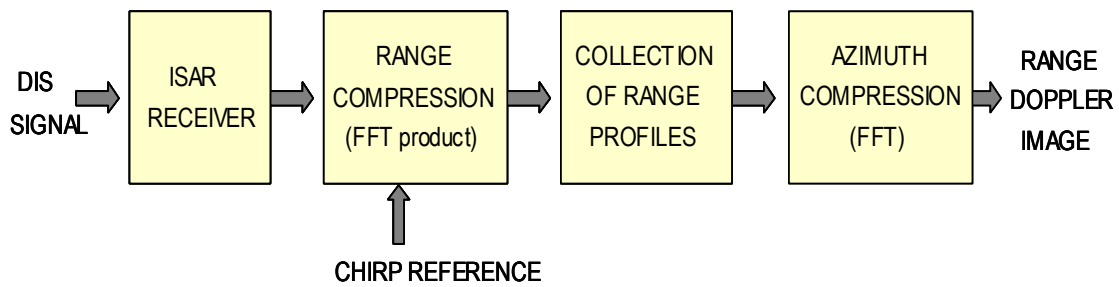 DIS
SIGNAL
ISAR
RECEIVER
RANGE
COMPRESSION
(FFT product)
CHIRP REFERENCE
COLLECTION
OF RANGE
PROFILES
AZIMUTH
COMPRESSION
(FFT)
RANGE
DOPPLER
IMAGE